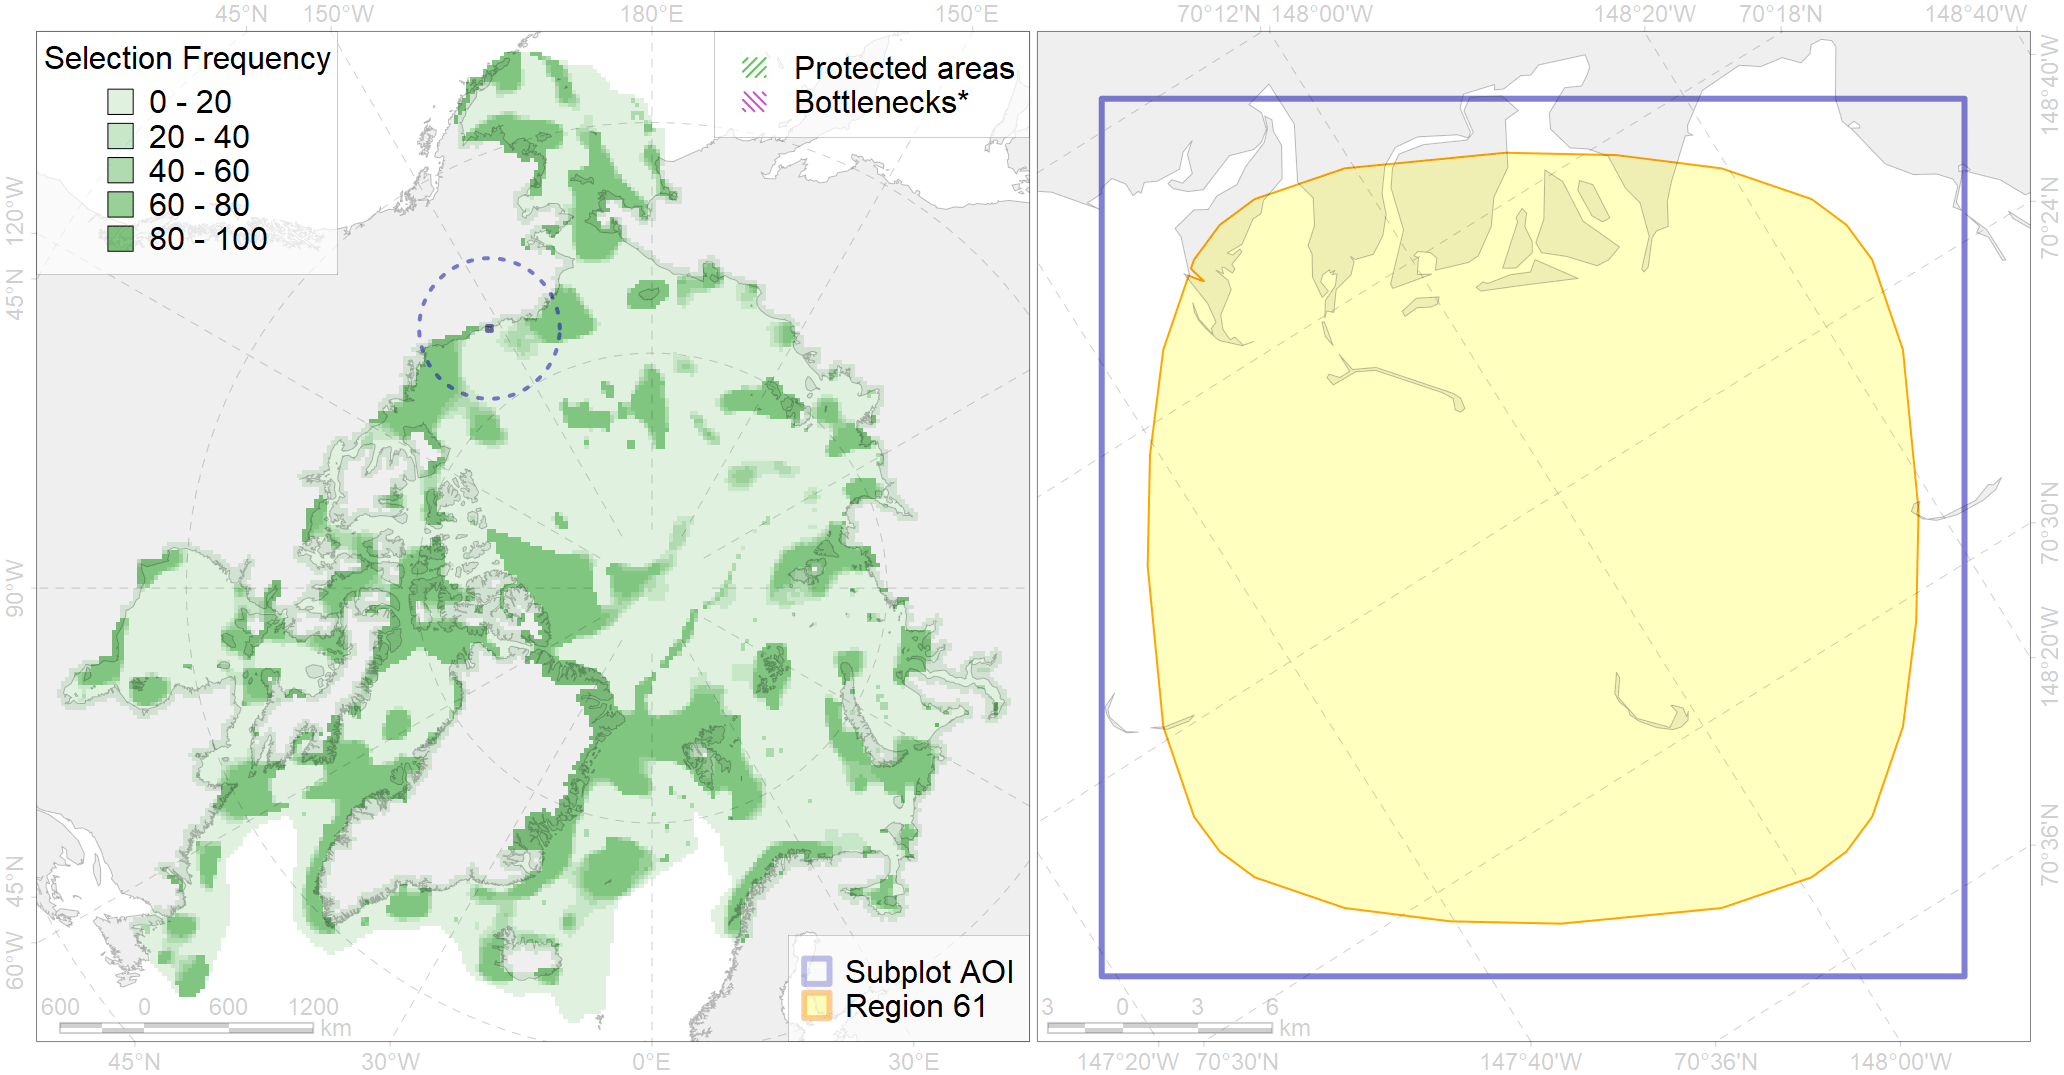 45°N 150°W 180°E 150°E 70°12'N 148°00'W 148°20'W 70°18'N 148°40'W
Selection Frequency
0 - 20
20 - 40
40 - 60
60 - 80
80 - 100
Protected areas
Bottlenecks*
120°W
45°N
90°W
45°N
60°W
148°40'W
70°24'N
70°30'N
148°20'W
70°36'N
Subplot AOI
Region 61
600 0 600 1200
km
3 0 3 6
km
45°N 30°W 0°E 30°E 147°20'W 70°30'N 147°40'W 70°36'N 148°00'W